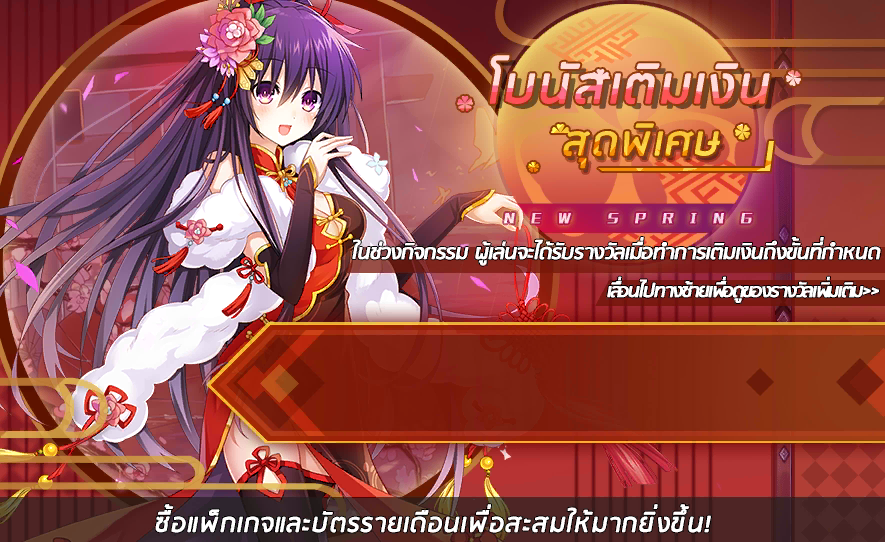 โบนัสเติมเงิน
สุดพิเศษ
NEW SPRING
ในช่วงกิจกรรม ผู้เล่นจะได้รับรางวัลเมื่อทำการเติมเงินถึงขั้นที่กำหนด
เลื่อนไปทางซ้ายเพื่อดูของรางวัลเพิ่มเติม>>
ซื้อแพ็กเกจและบัตรรายเดือนเพื่อสะสมให้มากยิ่งขึ้น!